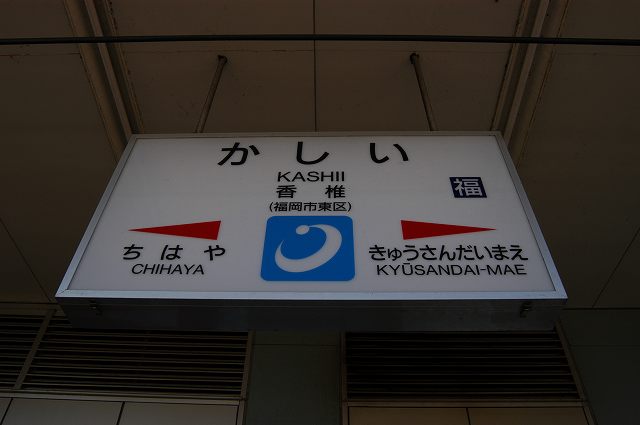 かしい
KASHII
香椎
(福岡市東区)
福
ちはや
CHIHAYA
きゅうさんだいまえ
KYŪSANDAI-MAE